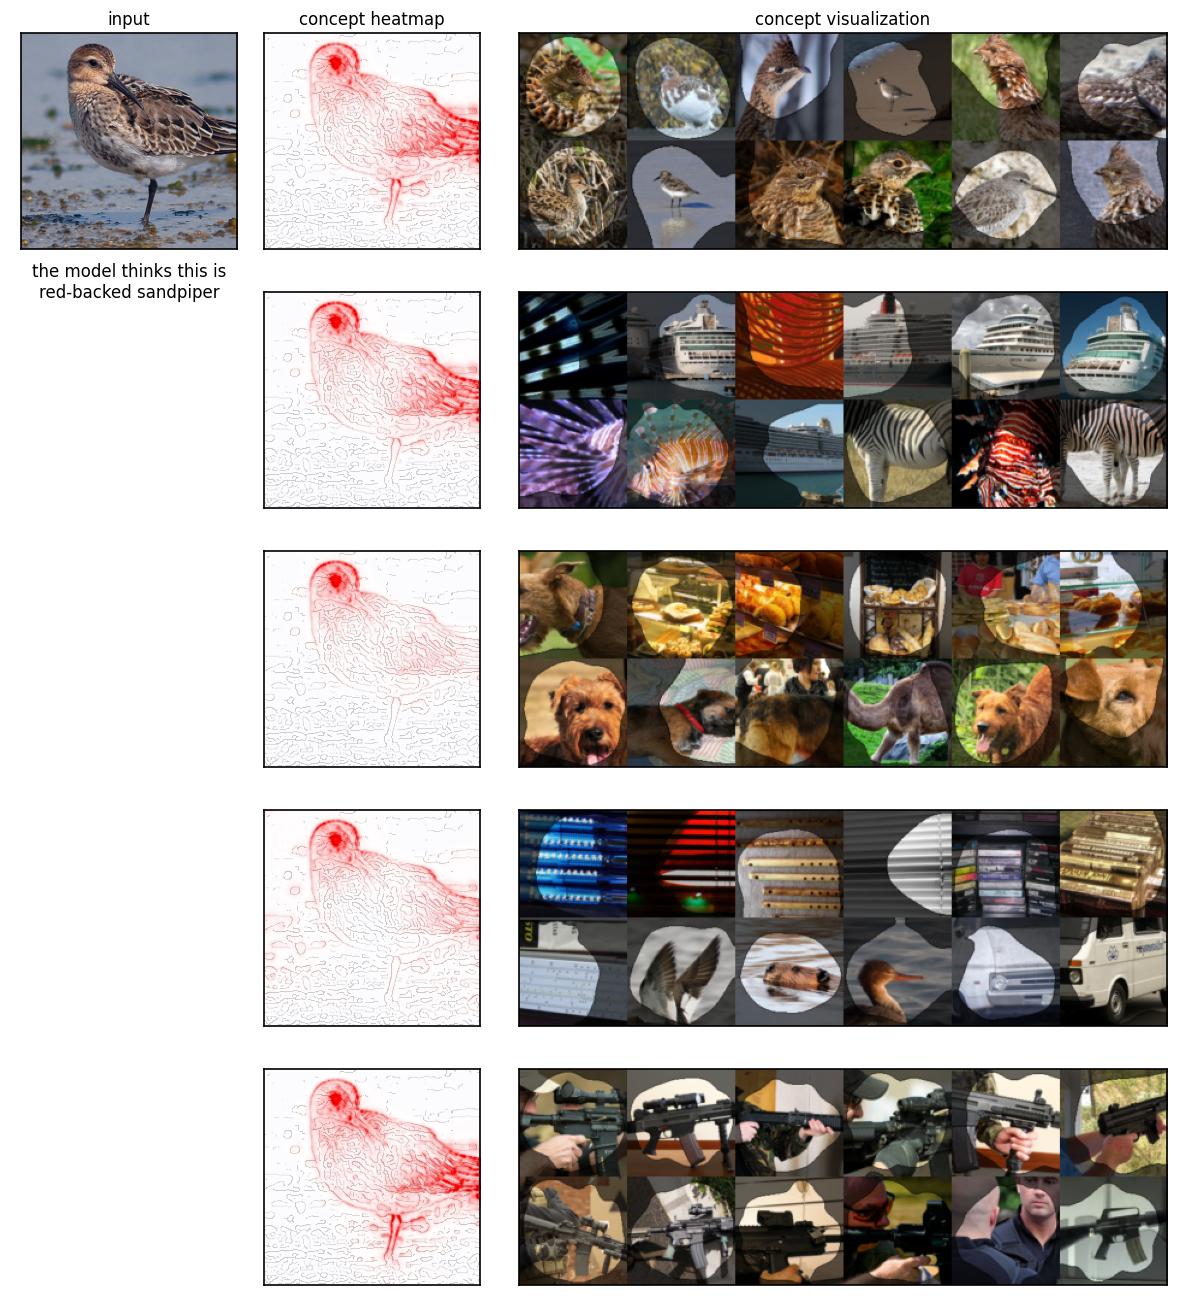 input
concept heatmap
concept visualization
the model thinks this is
red-backed sandpiper